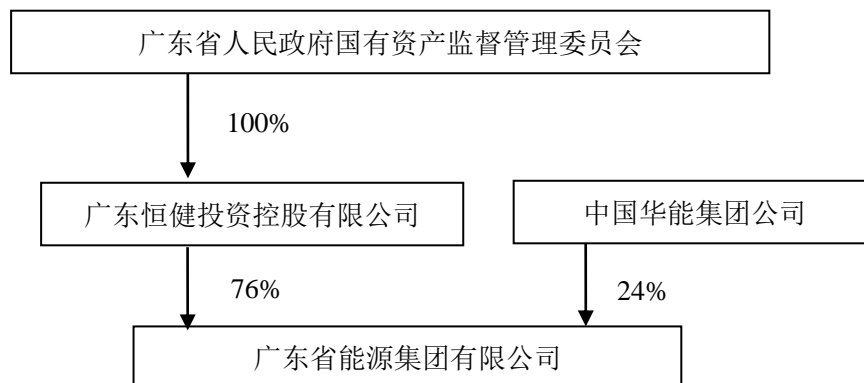 广东省人民政府国有资产监督管理委员会
100%
广东恒健投资控股有限公司
中国华能集团公司
76%
24%
广东省能源集团有限公司